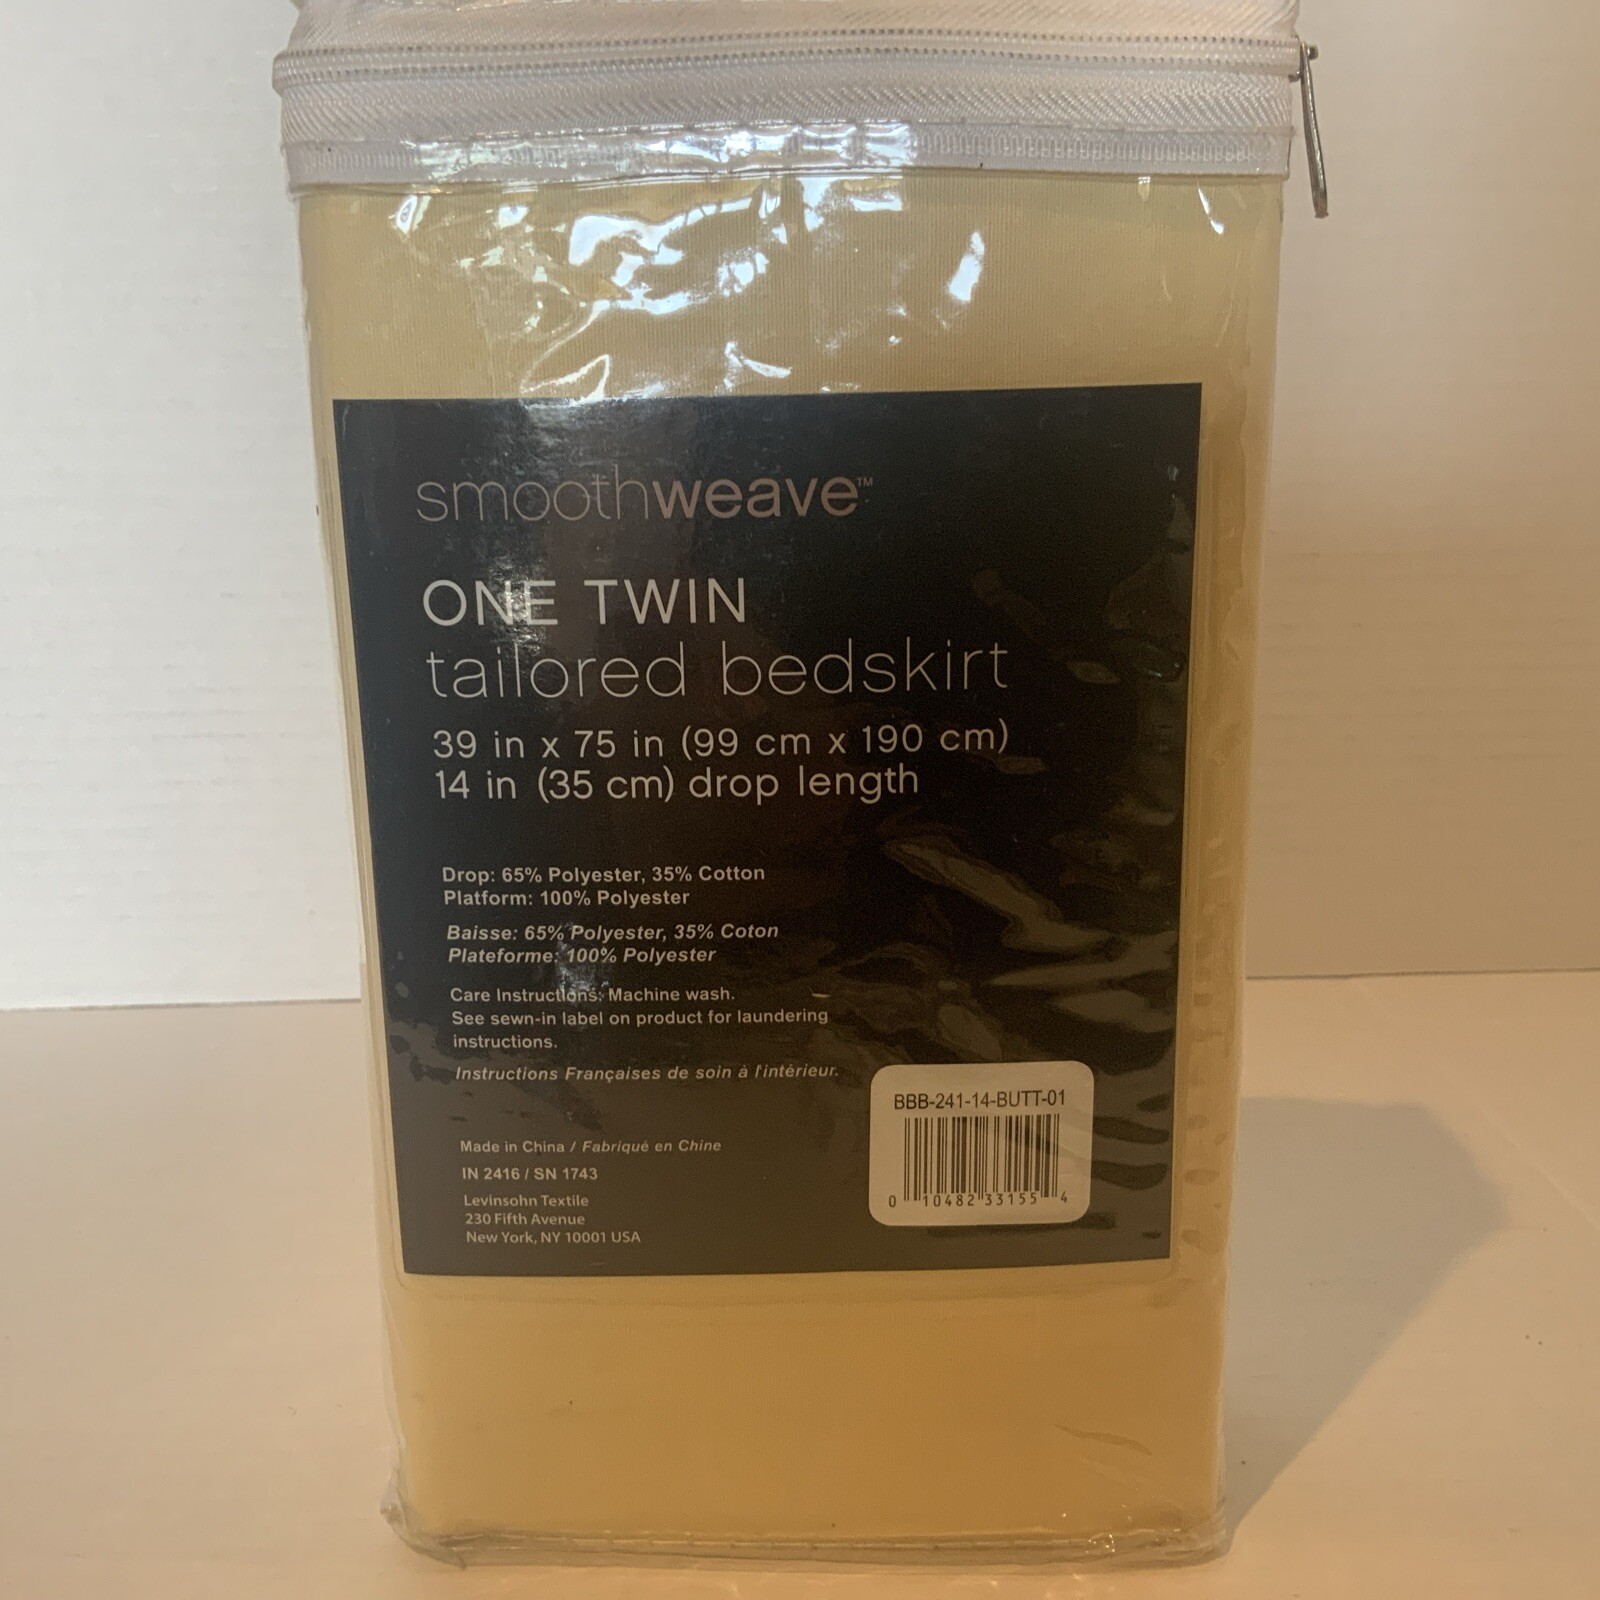 smoothweave™
ONE TWIN
tailored bedskirt
39 in x 75 in (99 cm x 190 cm)
14 in (35 cm) drop length
Drop: 65% Polyester, 35% Cotton
Platform: 100% Polyester
Baisse: 65% Polyester, 35% Coton
Plateforme: 100% Polyester
Care Instructions: Machine wash.
See sewn-in label on product for laundering
instructions.
Instructions Françaises de soin à l'intérieur.
Made in China / Fabriqué en Chine
IN 2416 / SN 1743
Levinsohn Textile
230 Fifth Avenue
New York, NY 10001 USA
BBB-241-14-BUTT-01
0 10482 33155 4